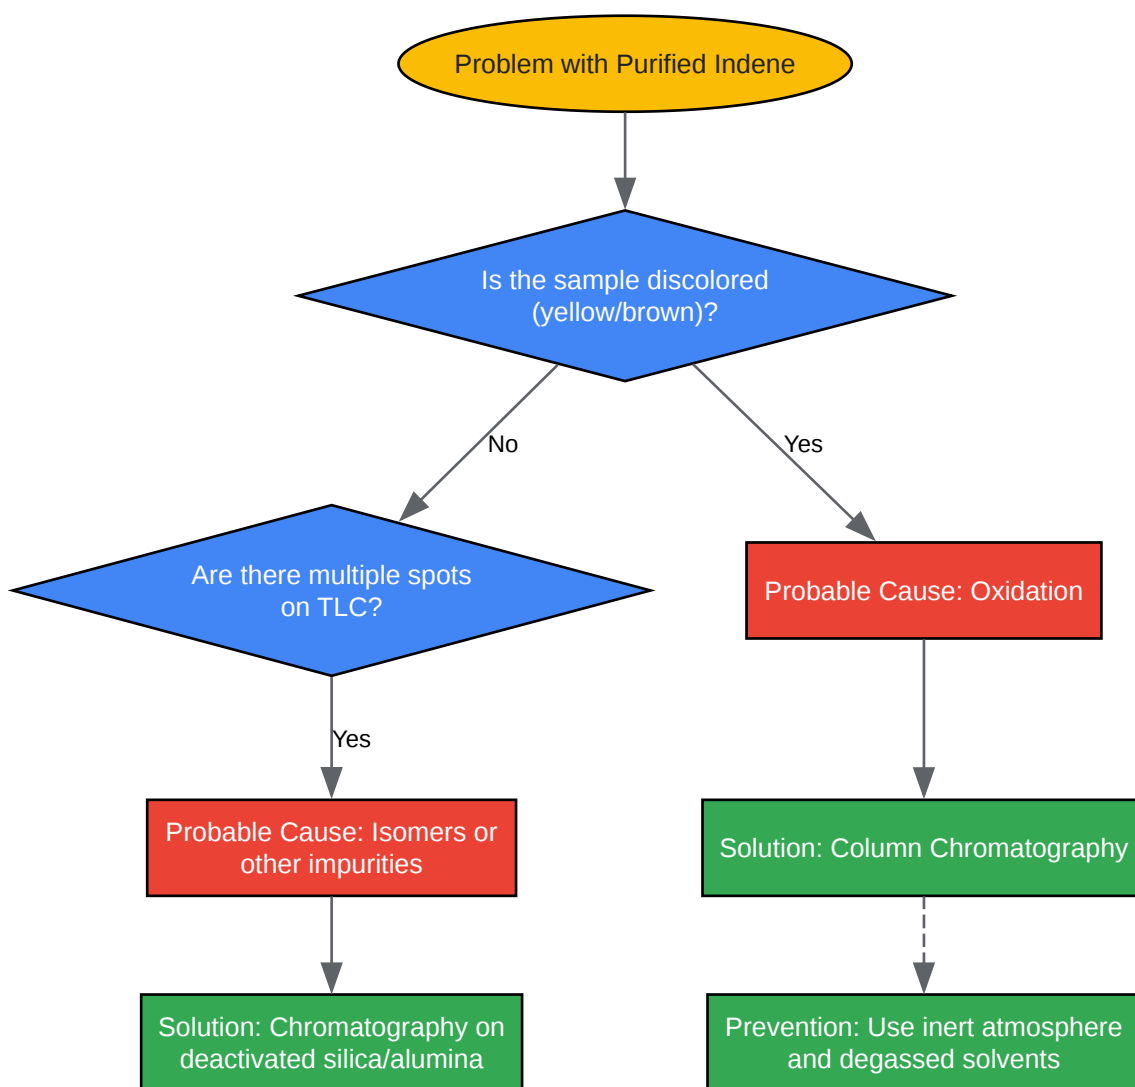 Problem with Purified Indene
Is the sample discolored
(yellow/brown)?
No
Yes
Are there multiple spots
on TLC?
Probable Cause: Oxidation
Yes
Probable Cause: Isomers or
other impurities
Solution: Column Chromatography
Solution: Chromatography on
deactivated silica/alumina
Prevention: Use inert atmosphere
and degassed solvents